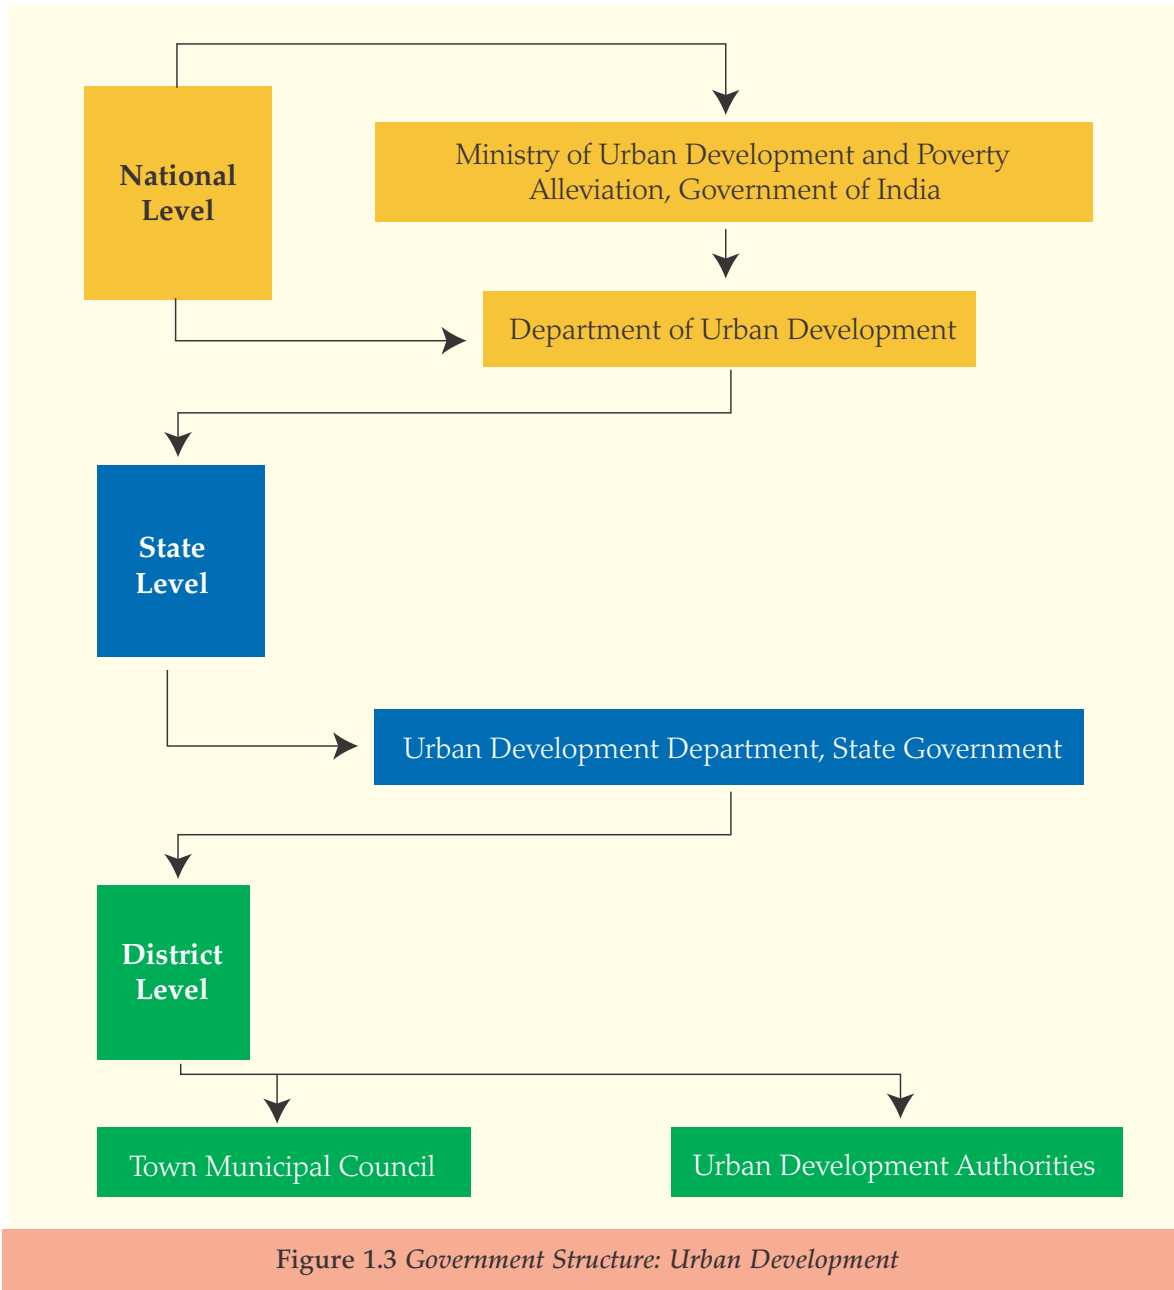 National
Level
Ministry of Urban Development and Poverty
Alleviation, Government of India
Department of Urban Development
State
Level
Urban Development Department, State Government
District
Level
Town Municipal Council
Urban Development Authorities
Figure 1.3 Government Structure: Urban Development